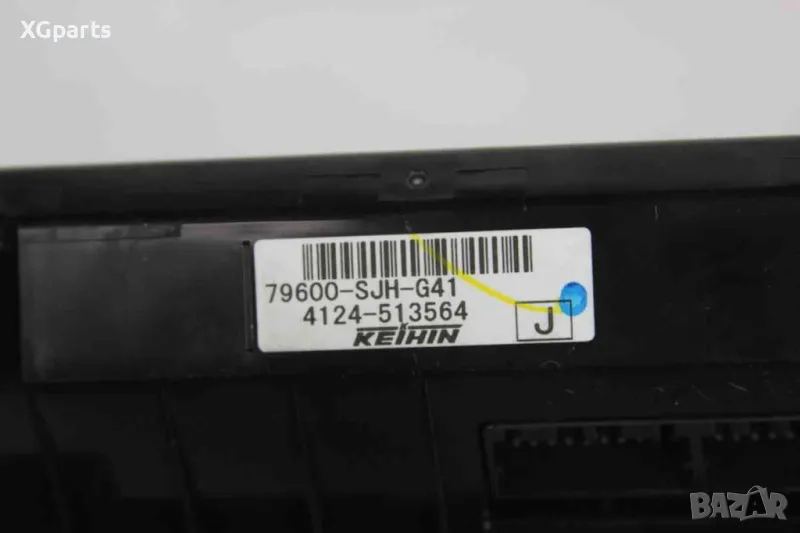 XGparts
79600-SJH-G41
4124-513564
KEIHIN
J
BAZAR